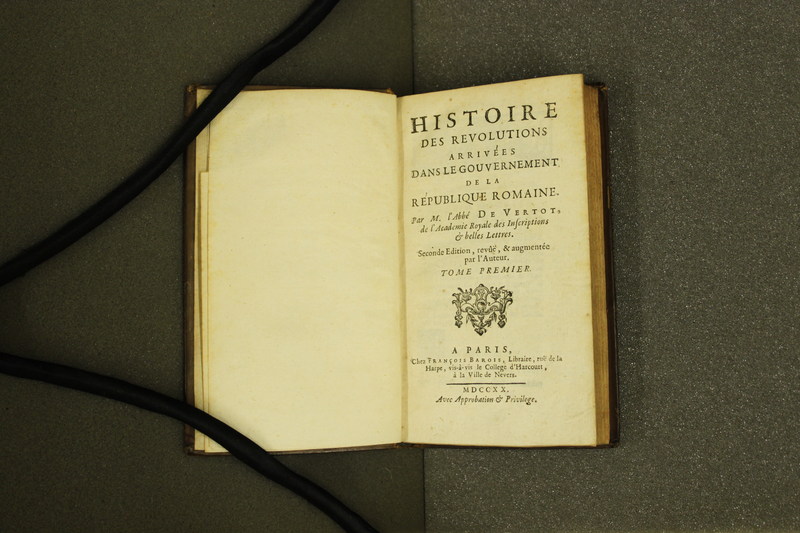 HISTOIRE
DES REVOLUTIONS
ARRIVÉES
DANS LE GOUVERNEMENT
DE LA
RÉPUBLIQUE ROMAINE.
Par M. l'Abbé DE VERTOT,
de l'Academie Royale des Inscriptions
& belles Lettres.
Seconde Edition, revûë, & augmentée
par l'Auteur.
TOME PREMIER.
A PARIS,
Chez FRANÇOIS BAROIS, Libraire, ruë de la
Harpe, vis-à-vis le College d'Harcourt,
à la Ville de Nevers.
MDCCXX.
Avec Approbation & Privilege.